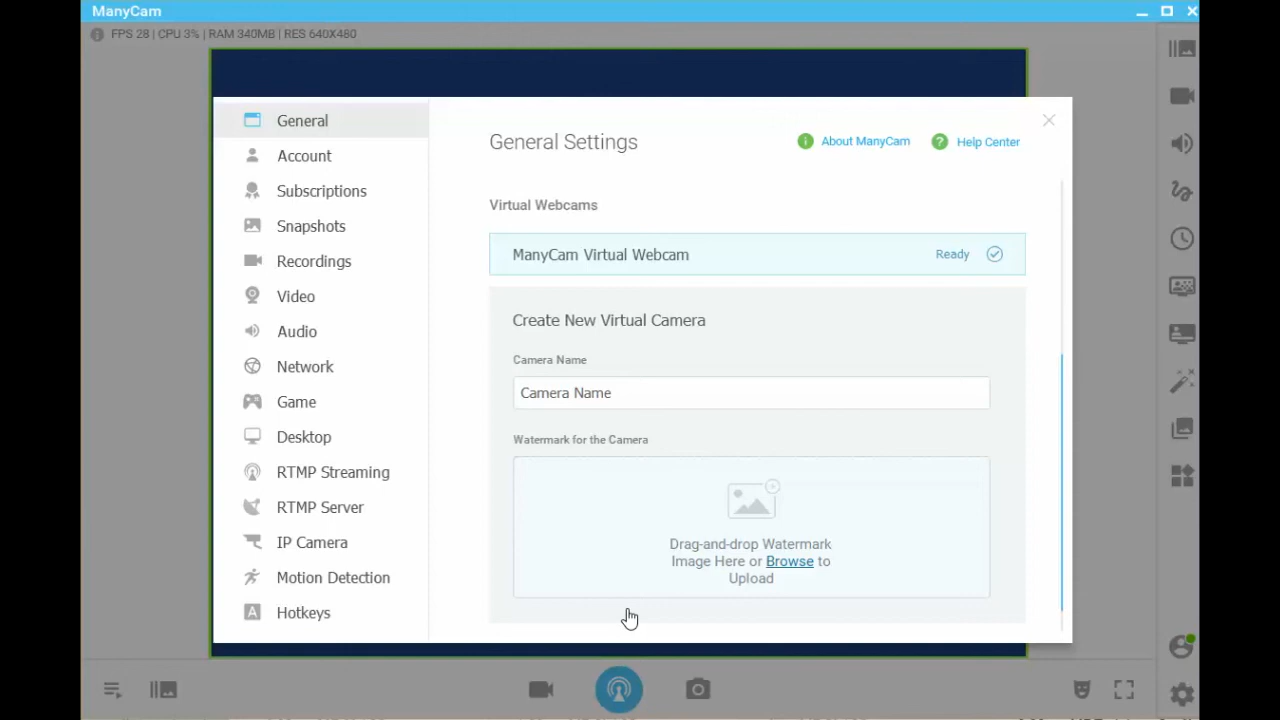 ManyCam
FPS 28 | CPU 3% | RAM 340MB | RES 640X480
General
Account
Subscriptions
Snapshots
Recordings
Video
Audio
Network
Game
Desktop
RTMP Streaming
RTMP Server
IP Camera
Motion Detection
Hotkeys
General Settings
About ManyCam
Help Center
Virtual Webcams
ManyCam Virtual Webcam
Ready
Create New Virtual Camera
Camera Name
Camera Name
Watermark for the Camera
Drag-and-drop Watermark
Image Here or Browse to
Upload